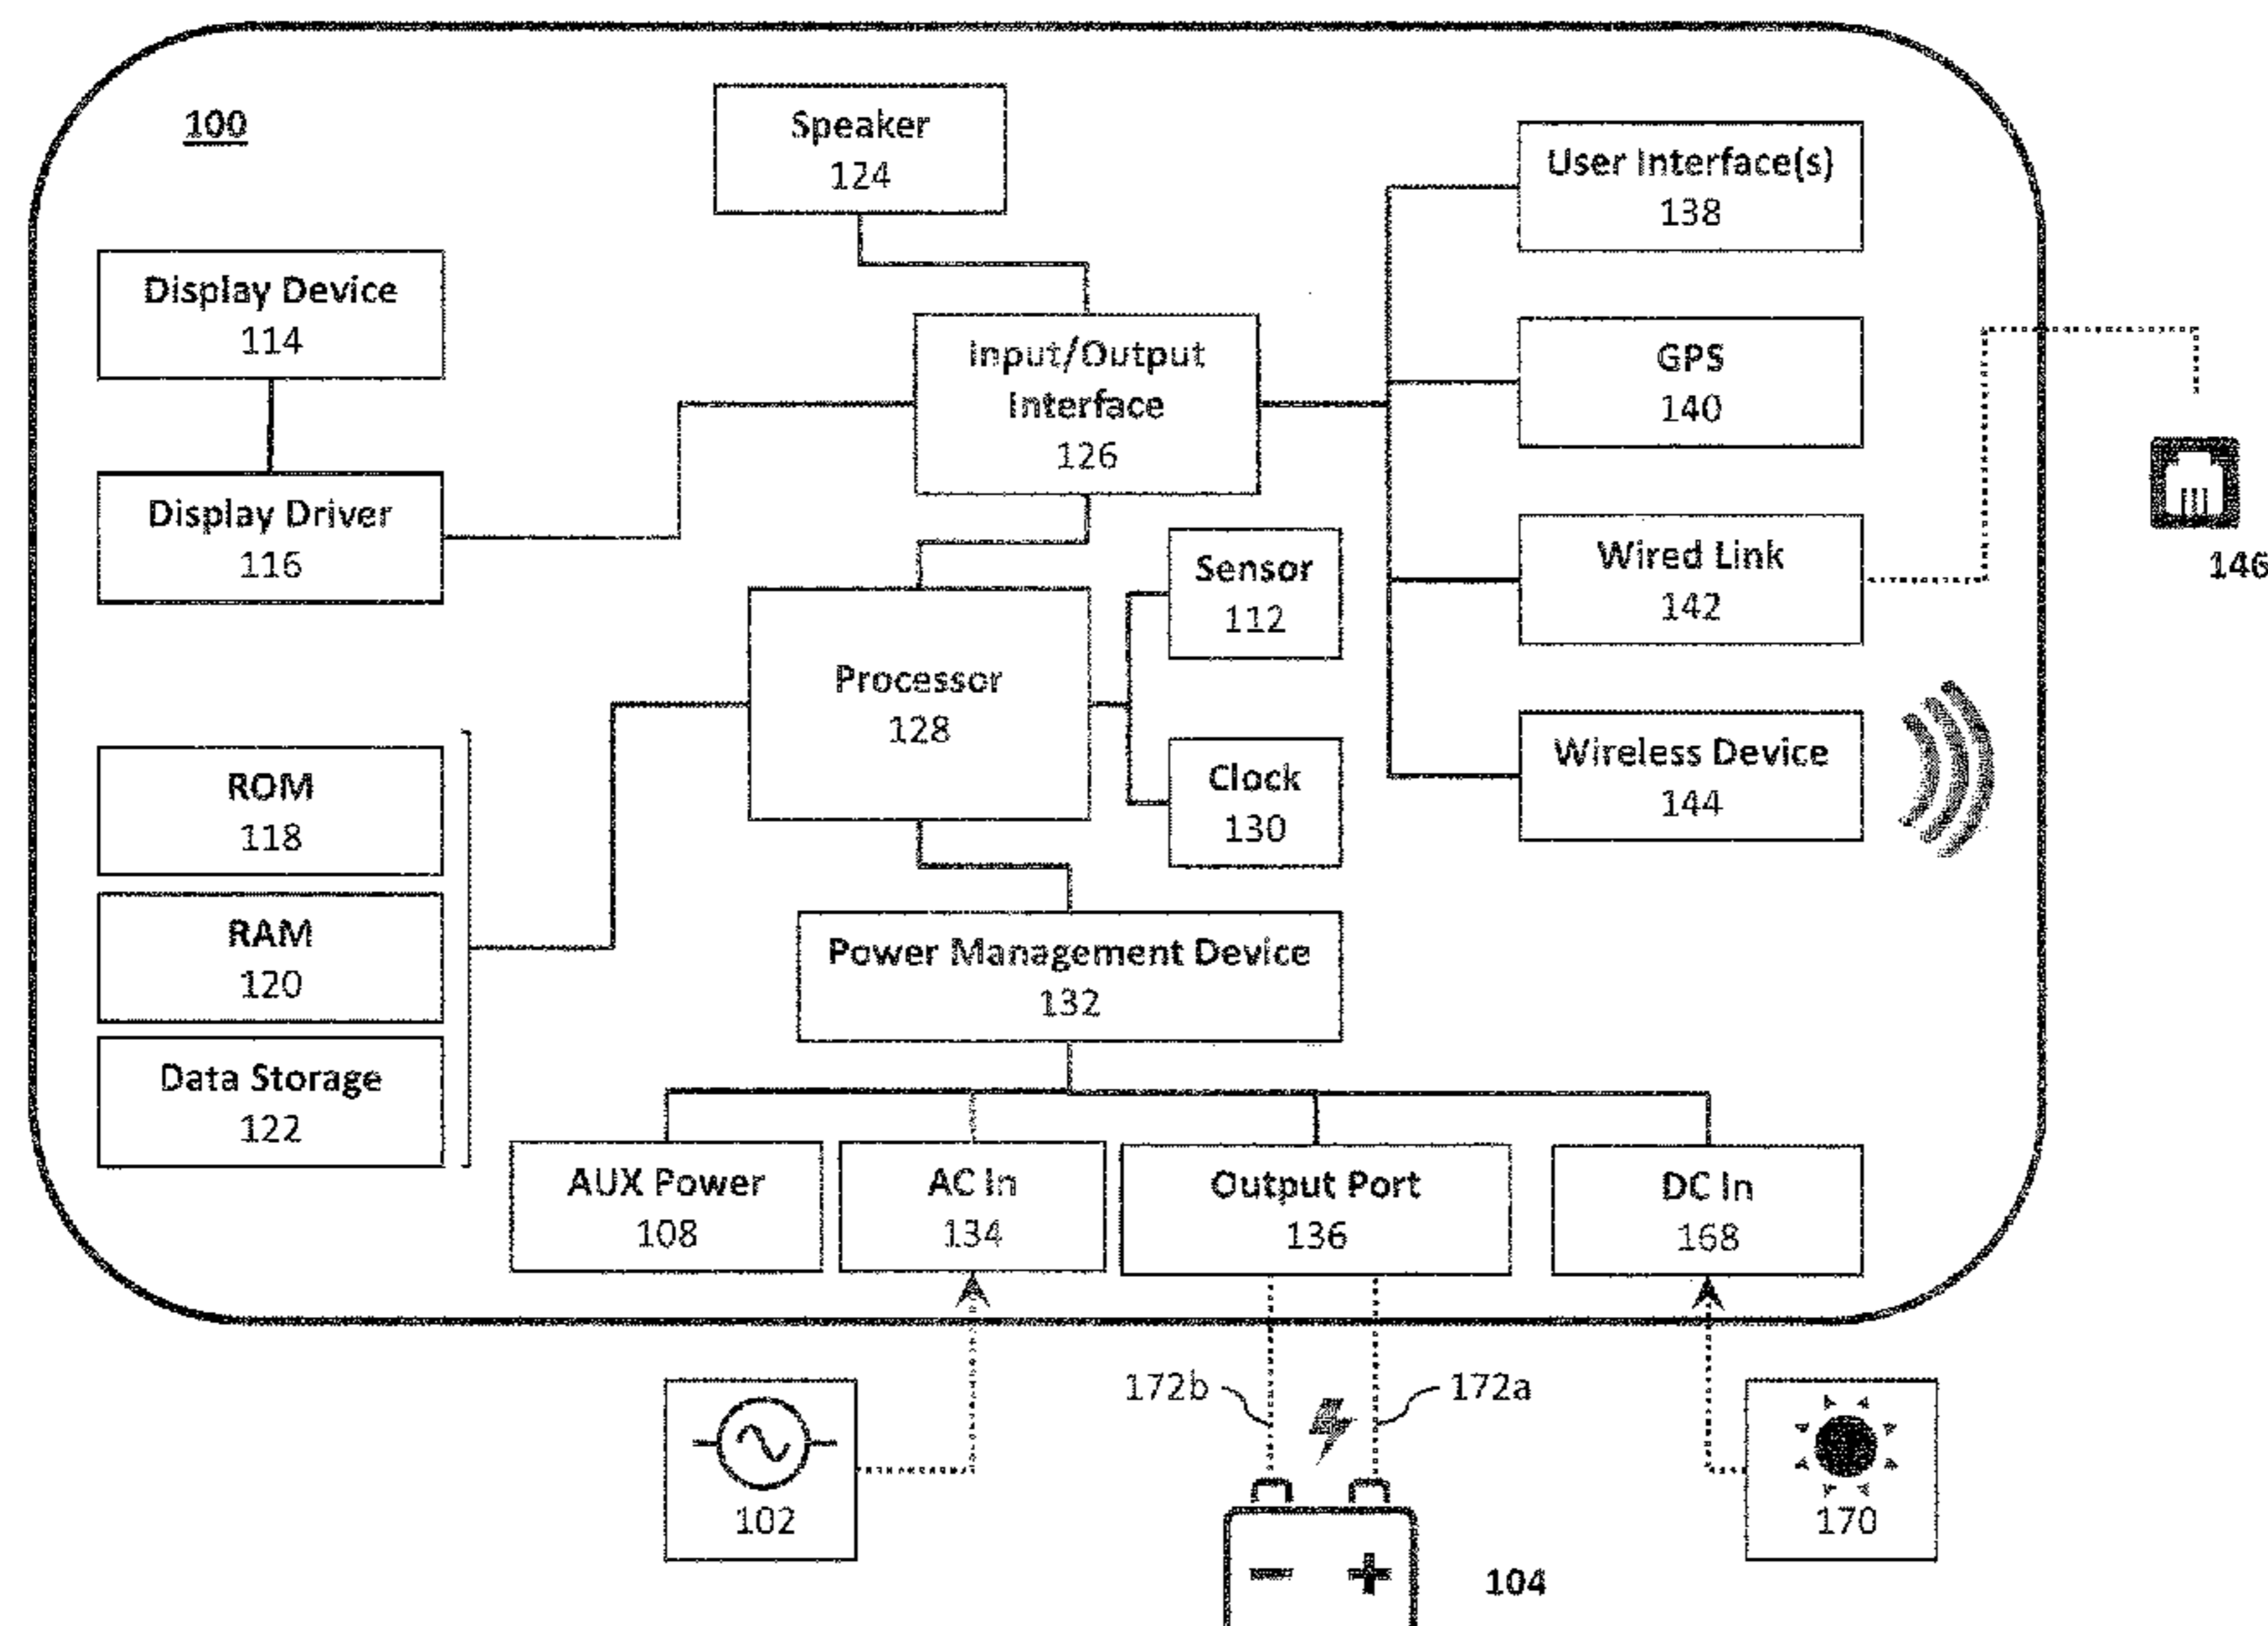 100
Speaker
124
User Interface(s)
138
Display Device
114
Input/Output
Interface
126
GPS
140
Display Driver
116
Sensor
112
Wired Link
142
146
Processor
128
ROM
118
Clock
130
Wireless Device
144
RAM
120
Power Management Device
132
Data Storage
122
AUX Power
108
AC In
134
Output Port
136
DC In
168
172b
172a
102
170
− +
104